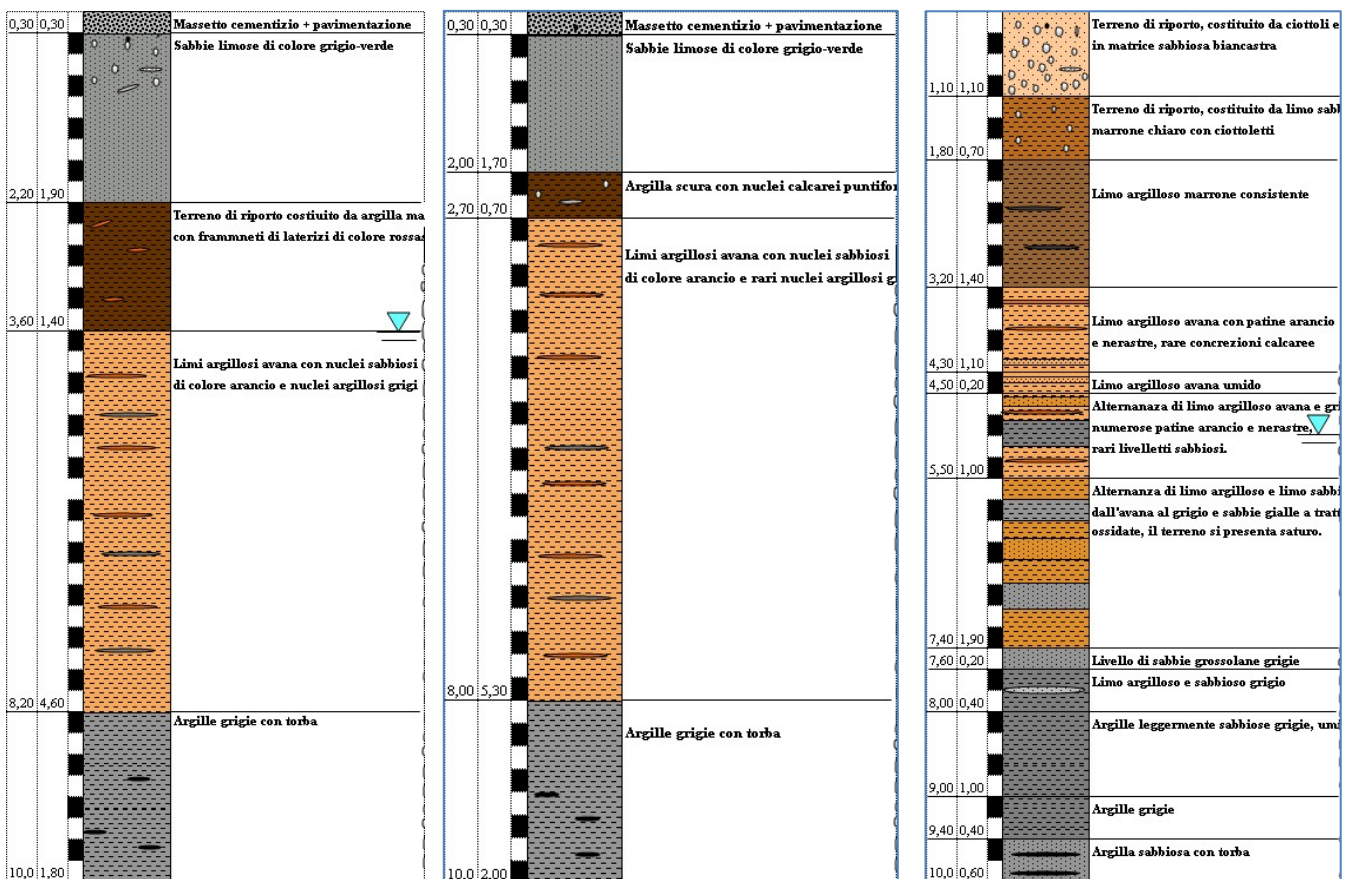 0,30 0,30 Massetto cementizio + pavimentazione
Sabbie limose di colore grigio-verde
2,20 1,90
Terreno di riporto costiuito da argilla ma
con frammneti di laterizi di colore rossas
3,60 1,40
Limi argillosi avana con nuclei sabbiosi
di colore arancio e nuclei argillosi grigi
8,20 4,60
Argille grigie con torba
10,0 1,80
0,30 0,30 Massetto cementizio + pavimentazione
Sabbie limose di colore grigio-verde
2,00 1,70
Argilla scura con nuclei calcarei puntifor
2,70 0,70
Limi argillosi avana con nuclei sabbiosi
di colore arancio e rari nuclei argillosi g
8,00 5,30
Argille grigie con torba
10,0 2,00
Terreno di riporto, costituito da ciottoli e
in matrice sabbiosa biancastra
1,10 1,10
Terreno di riporto, costituito da limo sabb
marrone chiaro con ciottoletti
1,80 0,70
Limo argilloso marrone consistente
3,20 1,40
Limo argilloso avana con patine arancio
e nerastre, rare concrezioni calcaree
4,30 1,10
4,50 0,20 Limo argilloso avana umido
Alternanaza di limo argilloso avana e gri
numerose patine arancio e nerastre,
rari livelletti sabbiosi.
5,50 1,00
Alternanza di limo argilloso e limo sabbi
dall'avana al grigio e sabbie gialle a tratt
ossidate, il terreno si presenta saturo.
7,40 1,90
7,60 0,20 Livello di sabbie grossolane grigie
Limo argilloso e sabbioso grigio
8,00 0,40
Argille leggermente sabbiose grigie, umi
9,00 1,00
Argille grigie
9,40 0,40
Argilla sabbiosa con torba
10,0 0,60